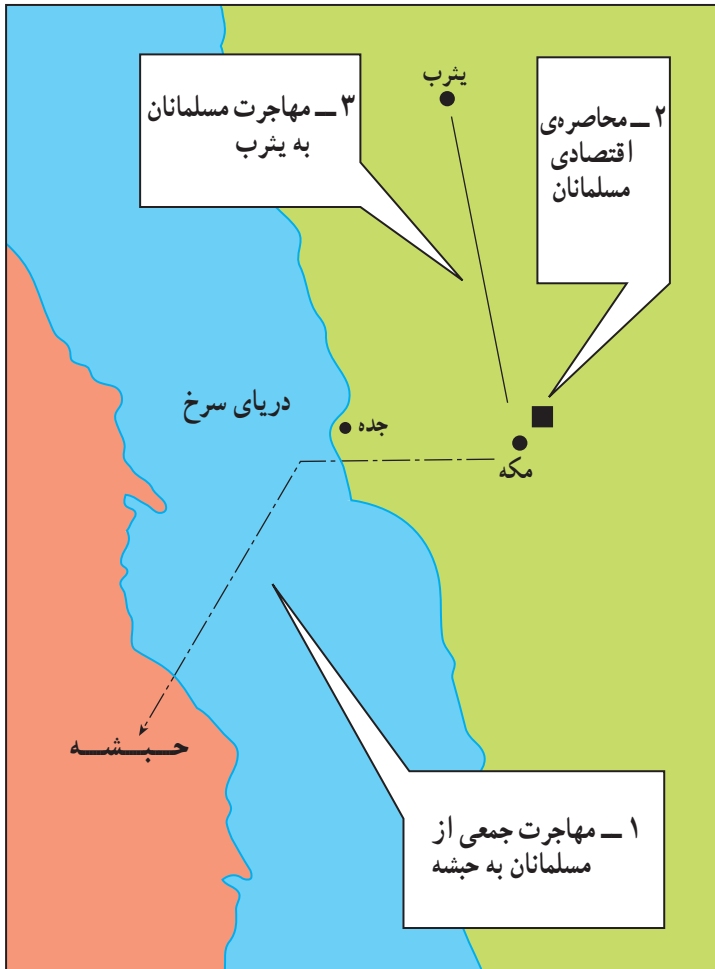 یثرب
۳ ــ مهاجرت مسلمانان
به یثرب
۲ ــ محاصره‌ی
اقتصادی
مسلمانان
دریای سرخ
جده
مکه
حـبـشـه
۱ ــ مهاجرت جمعی از
مسلمانان به حبشه